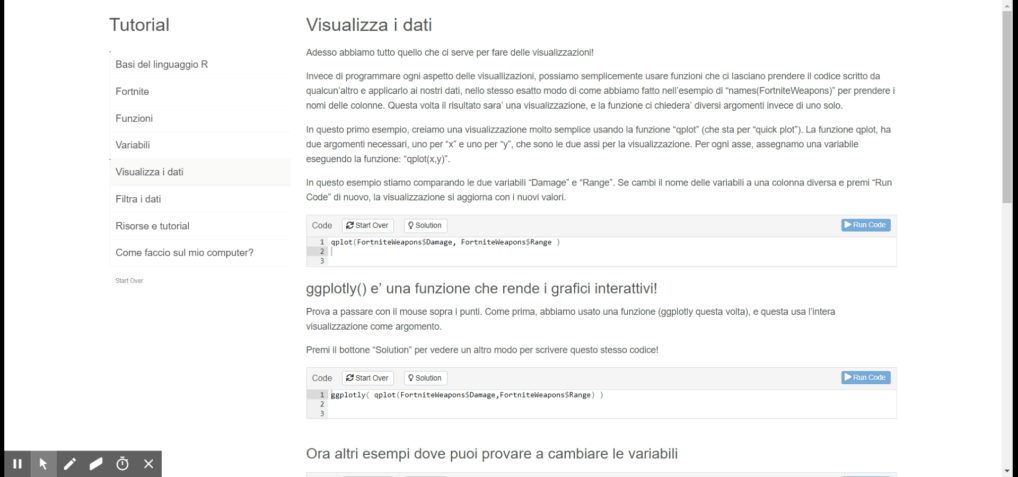 Tutorial
Basi del linguaggio R
Fortnite
Funzioni
Variabili
Visualizza i dati
Filtra i dati
Risorse e tutorial
Come faccio sul mio computer?
Start Over
Visualizza i dati
Adesso abbiamo tutto quello che ci serve per fare delle visualizzazioni!
Invece di programmare ogni aspetto delle visuallizazioni, possiamo semplicemente usare funzioni che ci lasciano prendere il codice scritto da
qualcun'altro e applicarlo ai nostri dati, nello stesso esatto modo di come abbiamo fatto nell'esempio di “names(FortniteWeapons)” per prendere i
nomi delle colonne. Questa volta il risultato sara' una visualizzazione, e la funzione ci chiedera' diversi argomenti invece di uno solo.
In questo primo esempio, creiamo una visualizzazione molto semplice usando la funzione “qplot” (che sta per “quick plot”). La funzione qplot, ha
due argomenti necessari, uno per “x” e uno per “y”, che sono le due assi per la visualizzazione. Per ogni asse, assegnamo una variabile
eseguendo la funzione: “qplot(x,y)”.
In questo esempio stiamo comparando le due variabili “Damage” e “Range”. Se cambi il nome delle variabili a una colonna diversa e premi “Run
Code” di nuovo, la visualizzazione si aggiorna con i nuovi valori.
Code Start Over Solution Run Code
1 qplot(FortniteWeapons$Damage, FortniteWeapons$Range )
2
3
ggplotly() e' una funzione che rende i grafici interattivi!
Prova a passare con il mouse sopra i punti. Come prima, abbiamo usato una funzione (ggplotly questa volta), e questa usa l'intera
visualizzazione come argomento.
Premi il bottone “Solution” per vedere un altro modo per scrivere questo stesso codice!
Code Start Over Solution Run Code
1 ggplotly( qplot(FortniteWeapons$Damage,FortniteWeapons$Range) )
2
3
Ora altri esempi dove puoi provare a cambiare le variabili